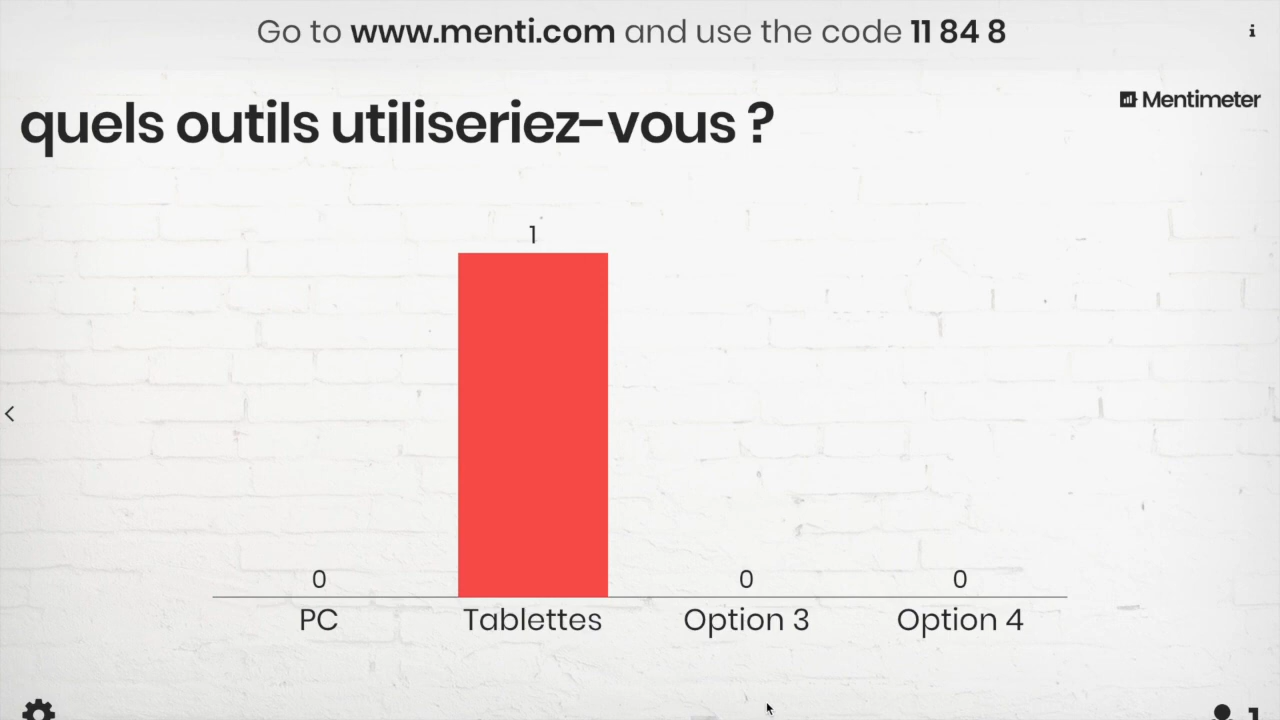 Go to www.menti.com and use the code 11 84 8
Mentimeter
quels outils utiliseriez-vous ?
1
0
0
0
PC
Tablettes
Option 3
Option 4
1